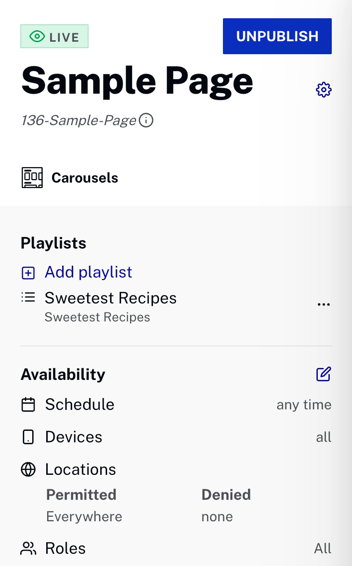 LIVE
UNPUBLISH
Sample Page
136-Sample-Page
Carousels
Playlists
Add playlist
Sweetest Recipes
Sweetest Recipes
Availability
Schedule any time
Devices all
Locations
Permitted Denied
Everywhere none
Roles All